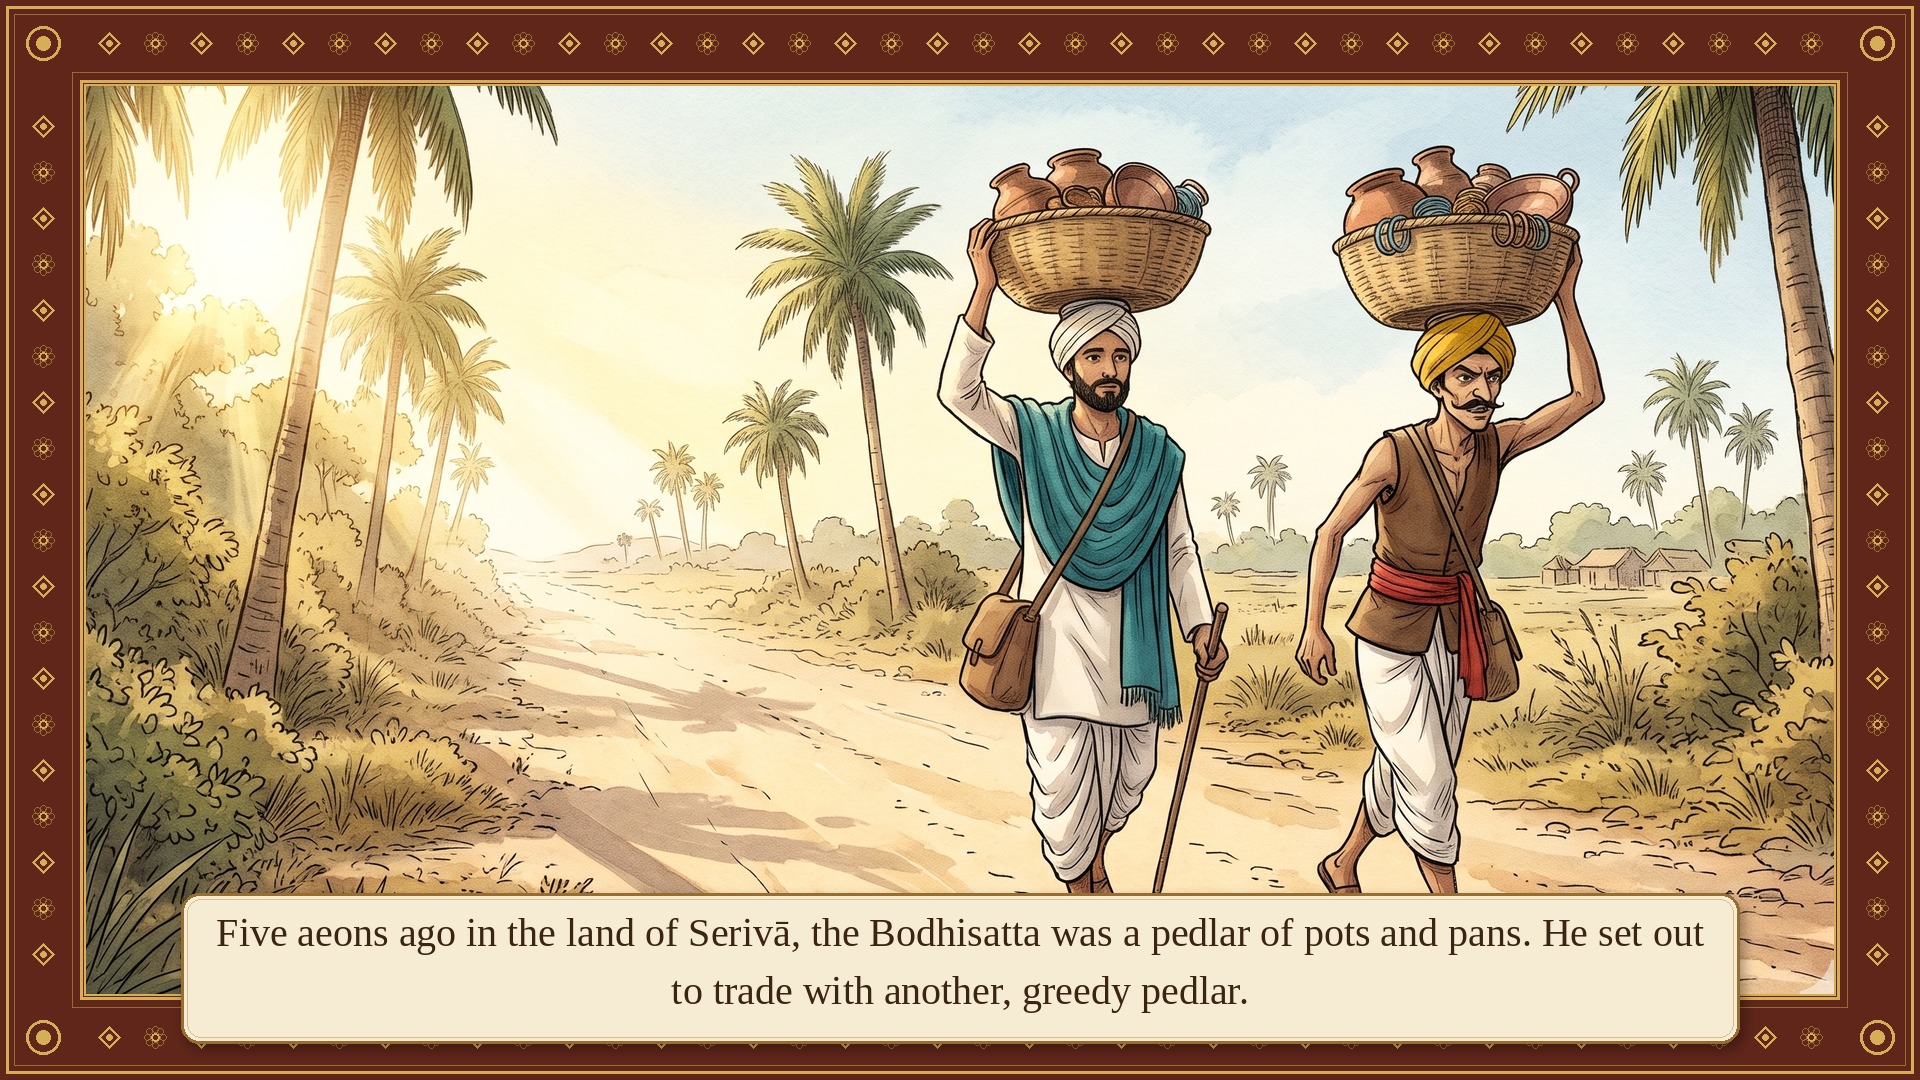 Five aeons ago in the land of Serivā, the Bodhisatta was a pedlar of pots and pans. He set out
to trade with another, greedy pedlar.